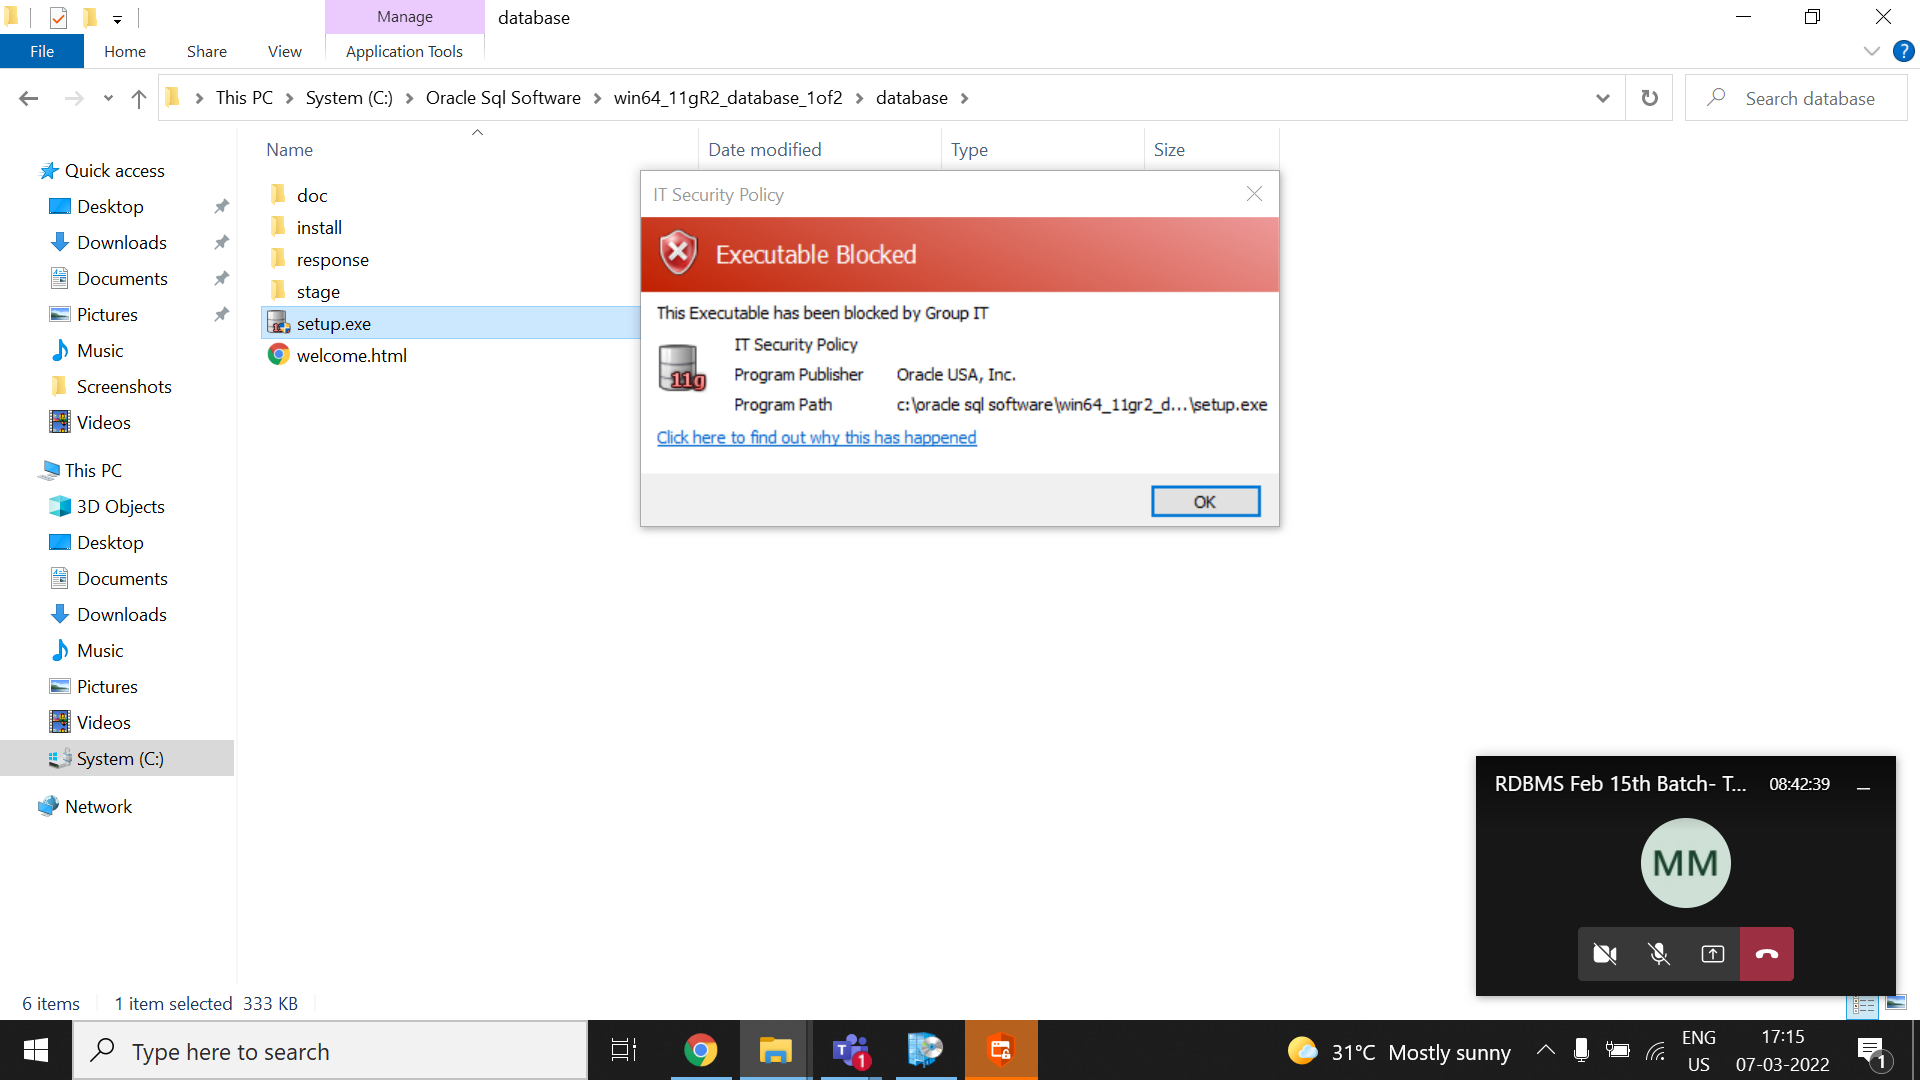 Manage
database
File
Home
Share
View
Application Tools
This PC
System (C:)
Oracle Sql Software
win64_11gR2_database_1of2
database
Search database
Name
Date modified
Type
Size
Quick access
Desktop
Downloads
Documents
Pictures
Music
Screenshots
Videos
This PC
3D Objects
Desktop
Documents
Downloads
Music
Pictures
Videos
System (C:)
Network
doc
install
response
stage
setup.exe
welcome.html
IT Security Policy
Executable Blocked
This Executable has been blocked by Group IT
11g
IT Security Policy
Program Publisher Oracle USA, Inc.
Program Path c:\oracle sql software\win64_11gr2_d...\setup.exe
Click here to find out why this has happened
OK
RDBMS Feb 15th Batch- T... 08:42:39
MM
6 items
1 item selected 333 KB
Type here to search
1
31°C Mostly sunny
ENG
US
17:15
07-03-2022
1